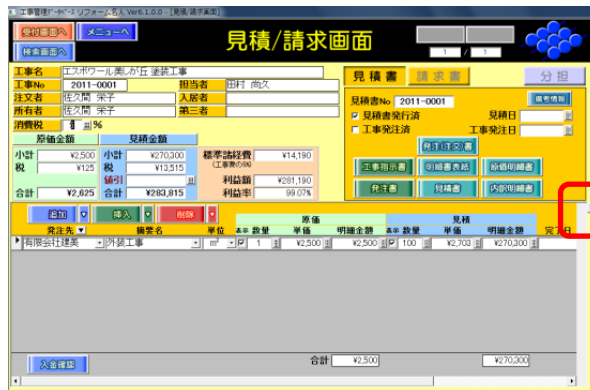 工事管理データベース リフォーム名人 Ver6.1.0.0 - [見積/請求画面]
受付画面へ メニューへ
検索画面へ
見積/請求画面
1 / 1
工事名 エスポワール美しが丘 塗装工事
工事No 2011-0001 担当者 田村 尚久
注文者 佐久間 栄子 入居者
所有者 佐久間 栄子 第三者
消費税 %
原価金額 見積金額
小計 ¥2,500 小計 ¥270,300 標準諸経費 ¥14,190
税 ¥125 税 ¥13,515
値引 利益額 ¥281,190
合計 ¥2,625 合計 ¥283,815 利益率 99.07%
見積書 請求書 分担
見積書No 2011-0001 備考情報
見積書発行済 見積日
工事発注済 工事発注日
発注(注文)書
工事指示書 明細書表紙 原価明細書
発注書 見積書 内訳明細書
追加 挿入 削除
原価 見積
発注先 摘要名 単位 表示 数量 単価 明細金額 表示 数量 単価 明細金額 完了日
有限会社建美 外装工事 ㎡ 1 ¥2,500 ¥2,500 100 ¥2,703 ¥270,300
入金確認 合計 ¥2,500 ¥270,300